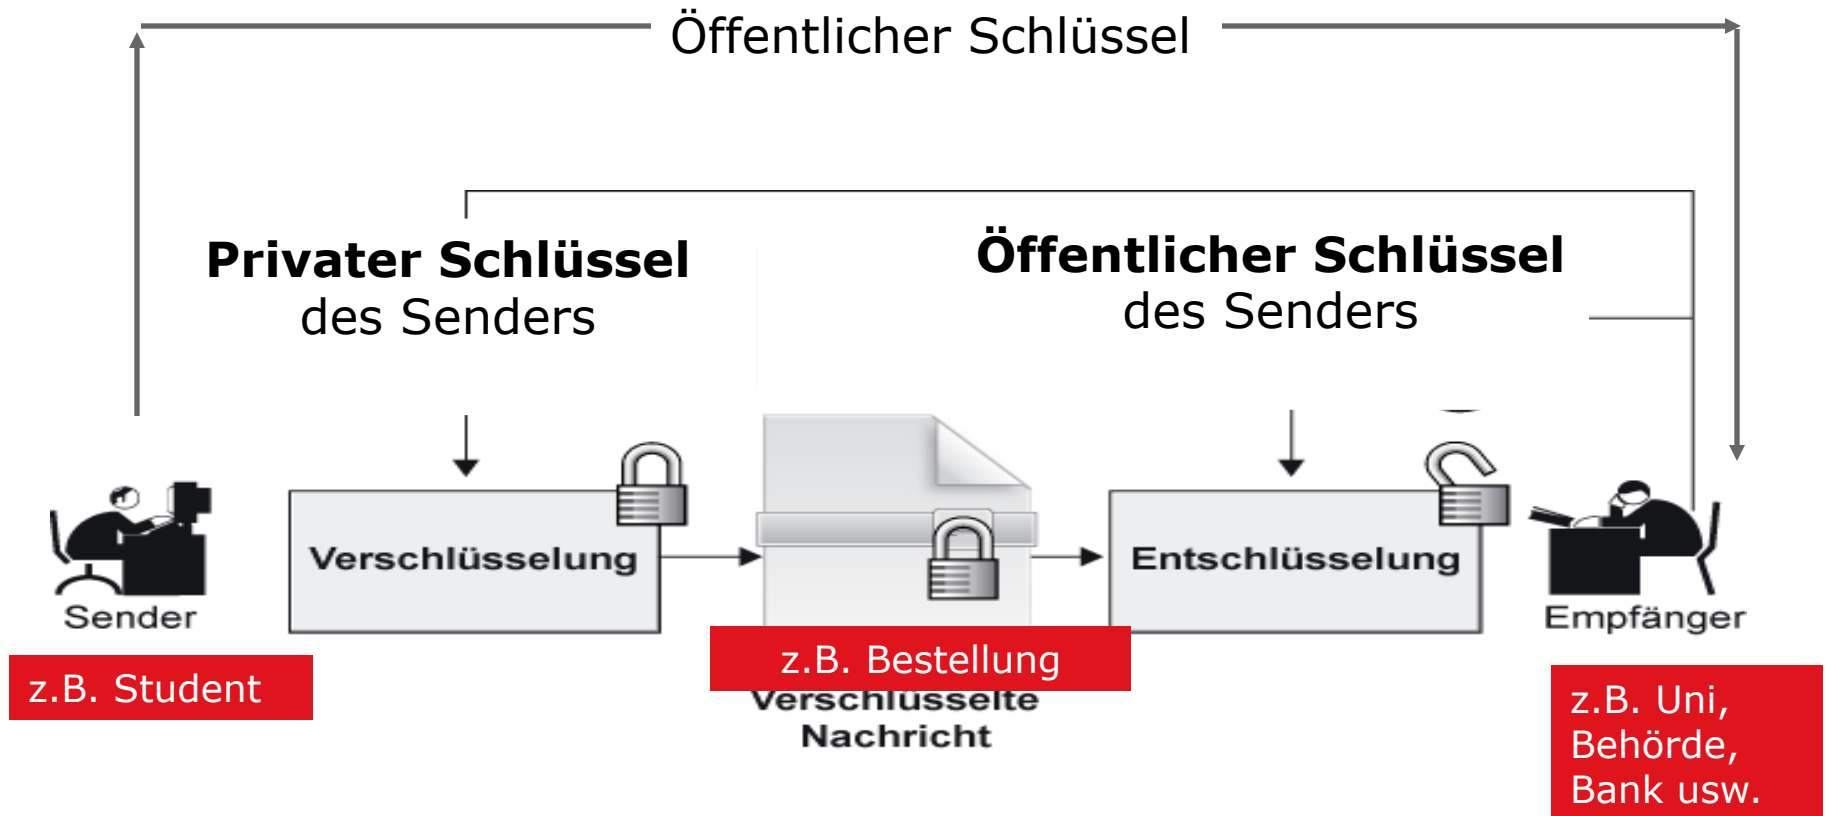 Öffentlicher Schlüssel
Privater Schlüssel
des Senders
Öffentlicher Schlüssel
des Senders
Verschlüsselung
Entschlüsselung
Sender
Empfänger
z.B. Student
z.B. Bestellung
Verschlüsselte
Nachricht
z.B. Uni,
Behörde,
Bank usw.